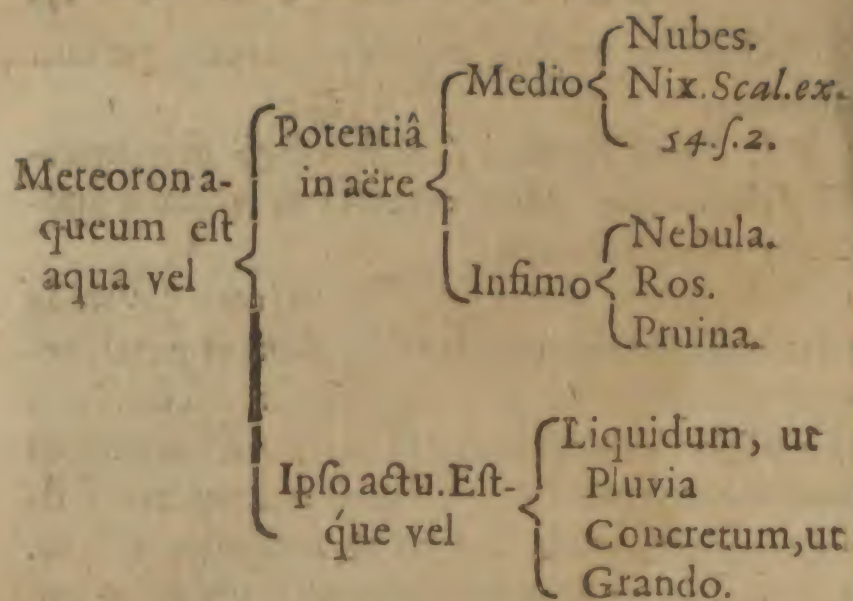 Meteoron a-
queum eſt
aqua vel
Potentiâ
in aëre
Medio
Nubes.
Nix. Scal. ex.
54. ſ. 2.
Infimo
Nebula.
Ros.
Pruina.
Ipſo actu. Eſt-
q́ue vel
Liquidum, ut
Pluvia
Concretum, ut
Grando.